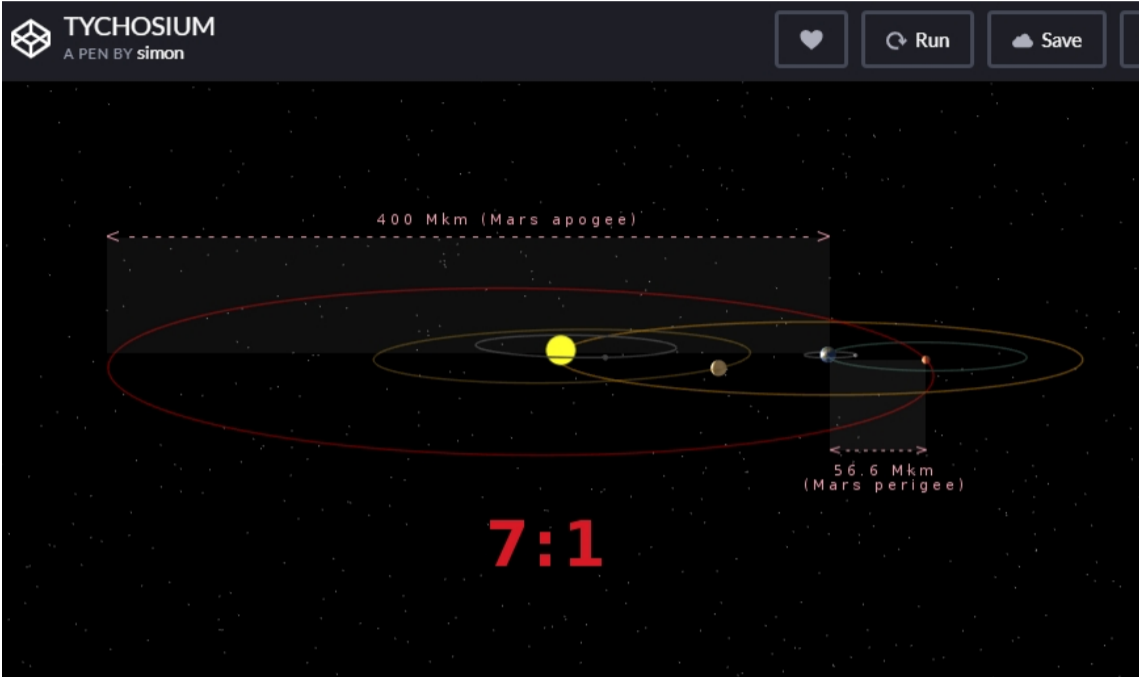 TYCHOSIUM
A PEN BY simon
Run
Save
400 Mkm (Mars apogee)
56.6 Mkm
(Mars perigee)
7:1